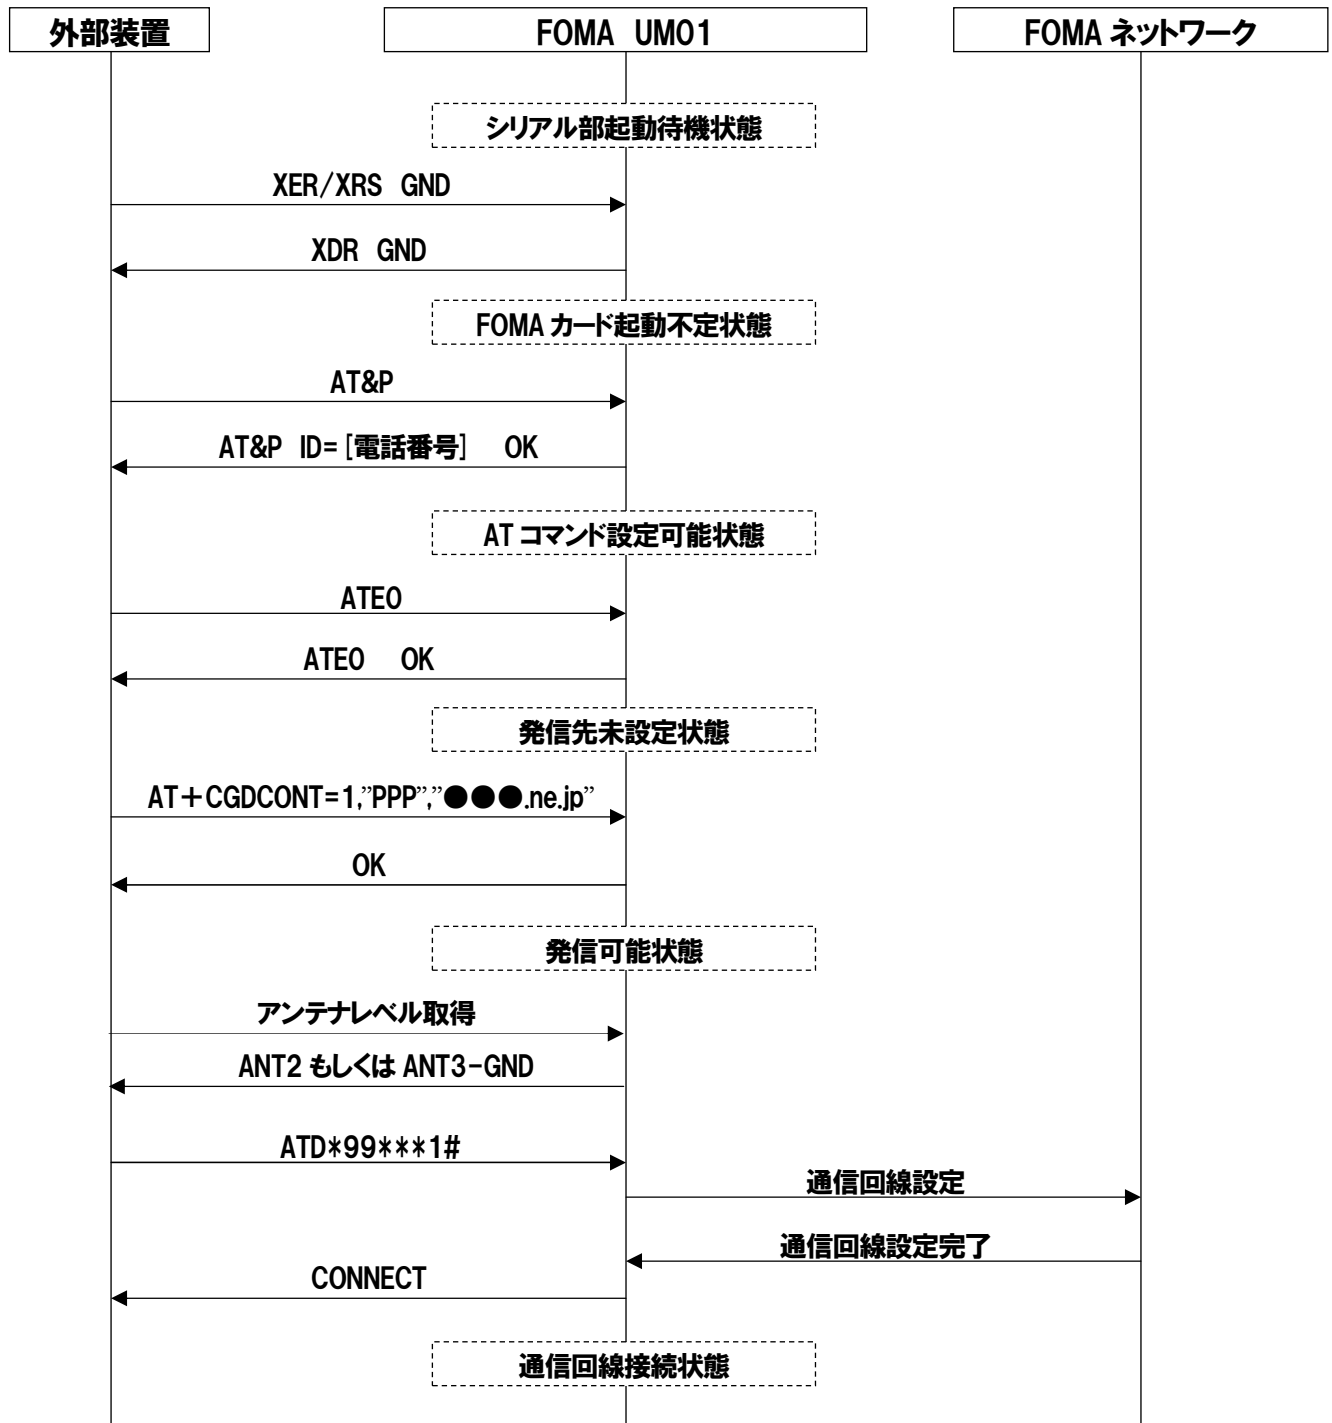 外部装置
FOMA UM01
FOMA ネットワーク
シリアル部起動待機状態
XER/XRS GND
XDR GND
FOMA カード起動不定状態
AT&P
AT&P ID=[電話番号] OK
AT コマンド設定可能状態
ATE0
ATE0 OK
発信先未設定状態
AT＋CGDCONT=1,”PPP”,”●●●.ne.jp”
OK
発信可能状態
アンテナレベル取得
ANT2 もしくは ANT3-GND
ATD*99***1#
通信回線設定
通信回線設定完了
CONNECT
通信回線接続状態